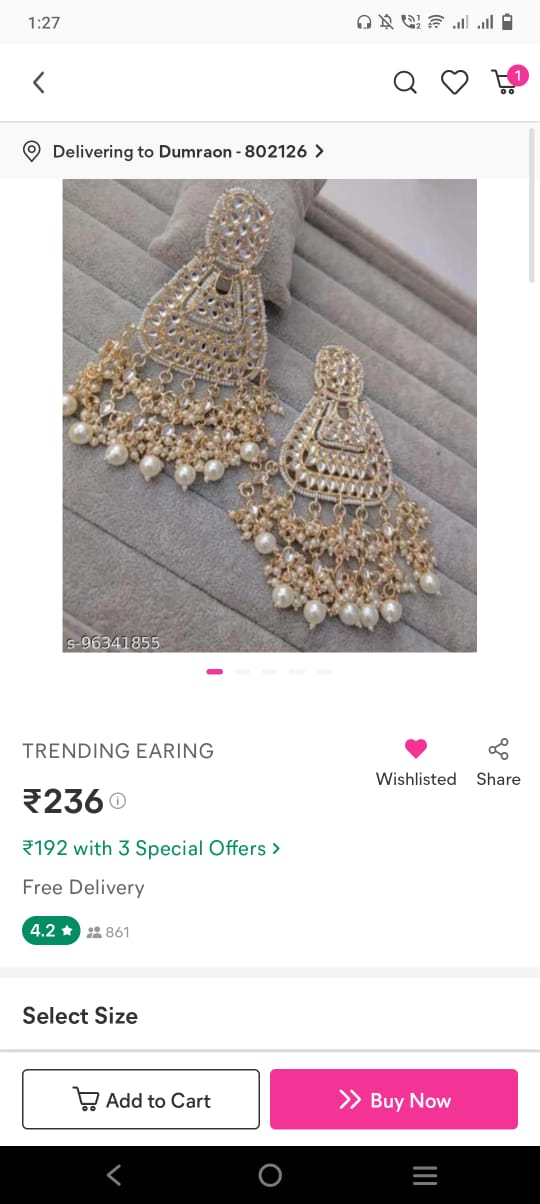 1:27
1
Delivering to Dumraon - 802126
s-96341855
TRENDING EARING
Wishlisted
Share
₹236
₹192 with 3 Special Offers
Free Delivery
4.2
861
Select Size
Add to Cart
Buy Now